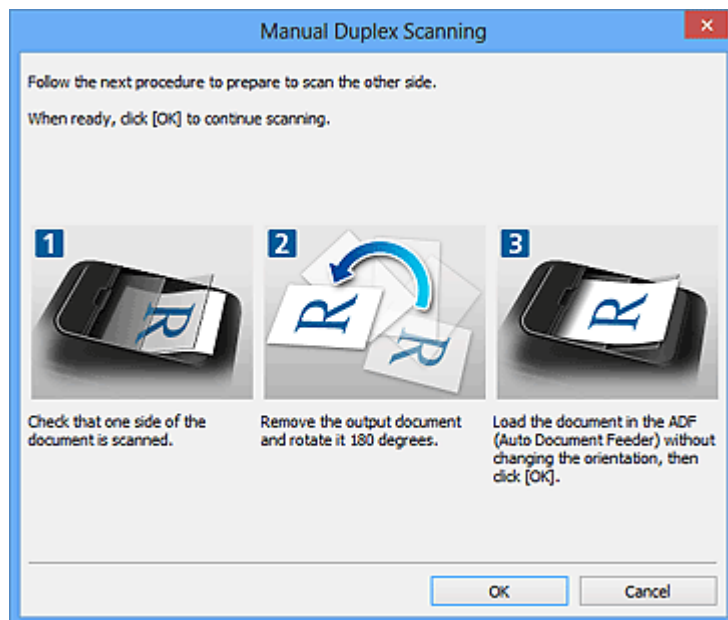 Manual Duplex Scanning
Follow the next procedure to prepare to scan the other side.
When ready, click [OK] to continue scanning.
1
2
3
R
R
R
R
Check that one side of the
document is scanned.
Remove the output document
and rotate it 180 degrees.
Load the document in the ADF
(Auto Document Feeder) without
changing the orientation, then
click [OK].
OK
Cancel